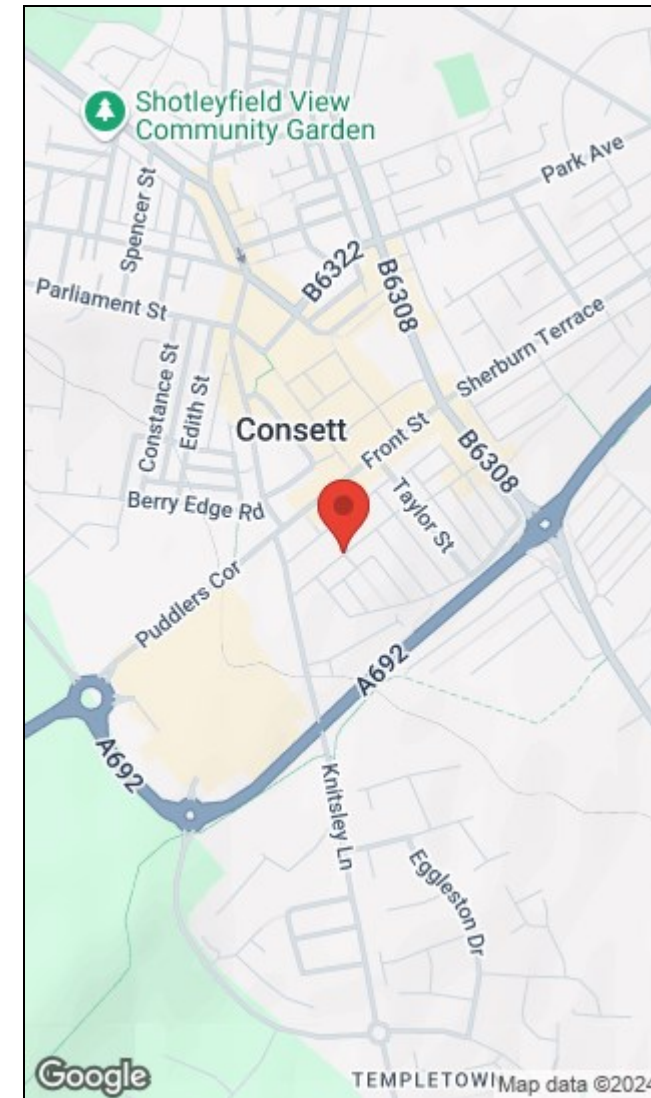 Shotleyfield View
Community Garden
Park Ave
Spencer St
B6322
B6308
Parliament St
Sherburn Terrace
Constance St
Edith St
Consett
Front St
B6308
Berry Edge Rd
Taylor St
Puddlers Cor
A692
A692
Knitsley Ln
Eggleston Dr
Google
TEMPLETOW
Map data ©2024